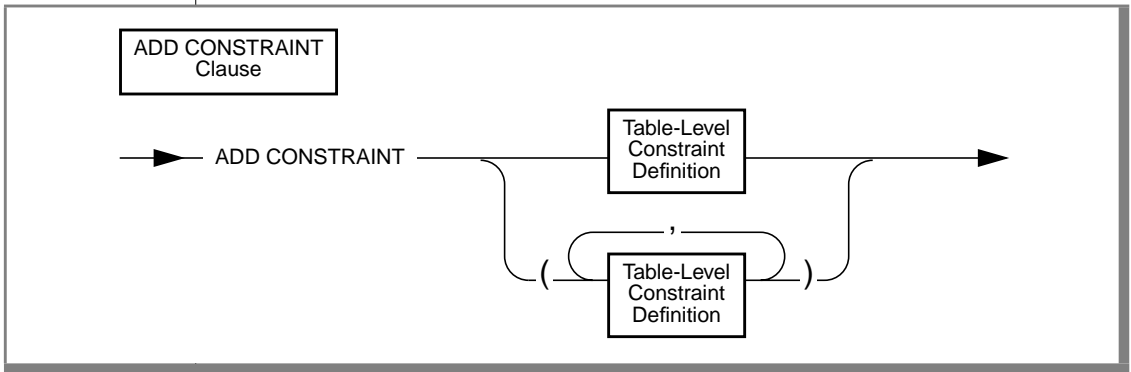 ADD CONSTRAINT
Clause
ADD CONSTRAINT
Table-Level
Constraint
Definition
,
(
Table-Level
Constraint
Definition
)